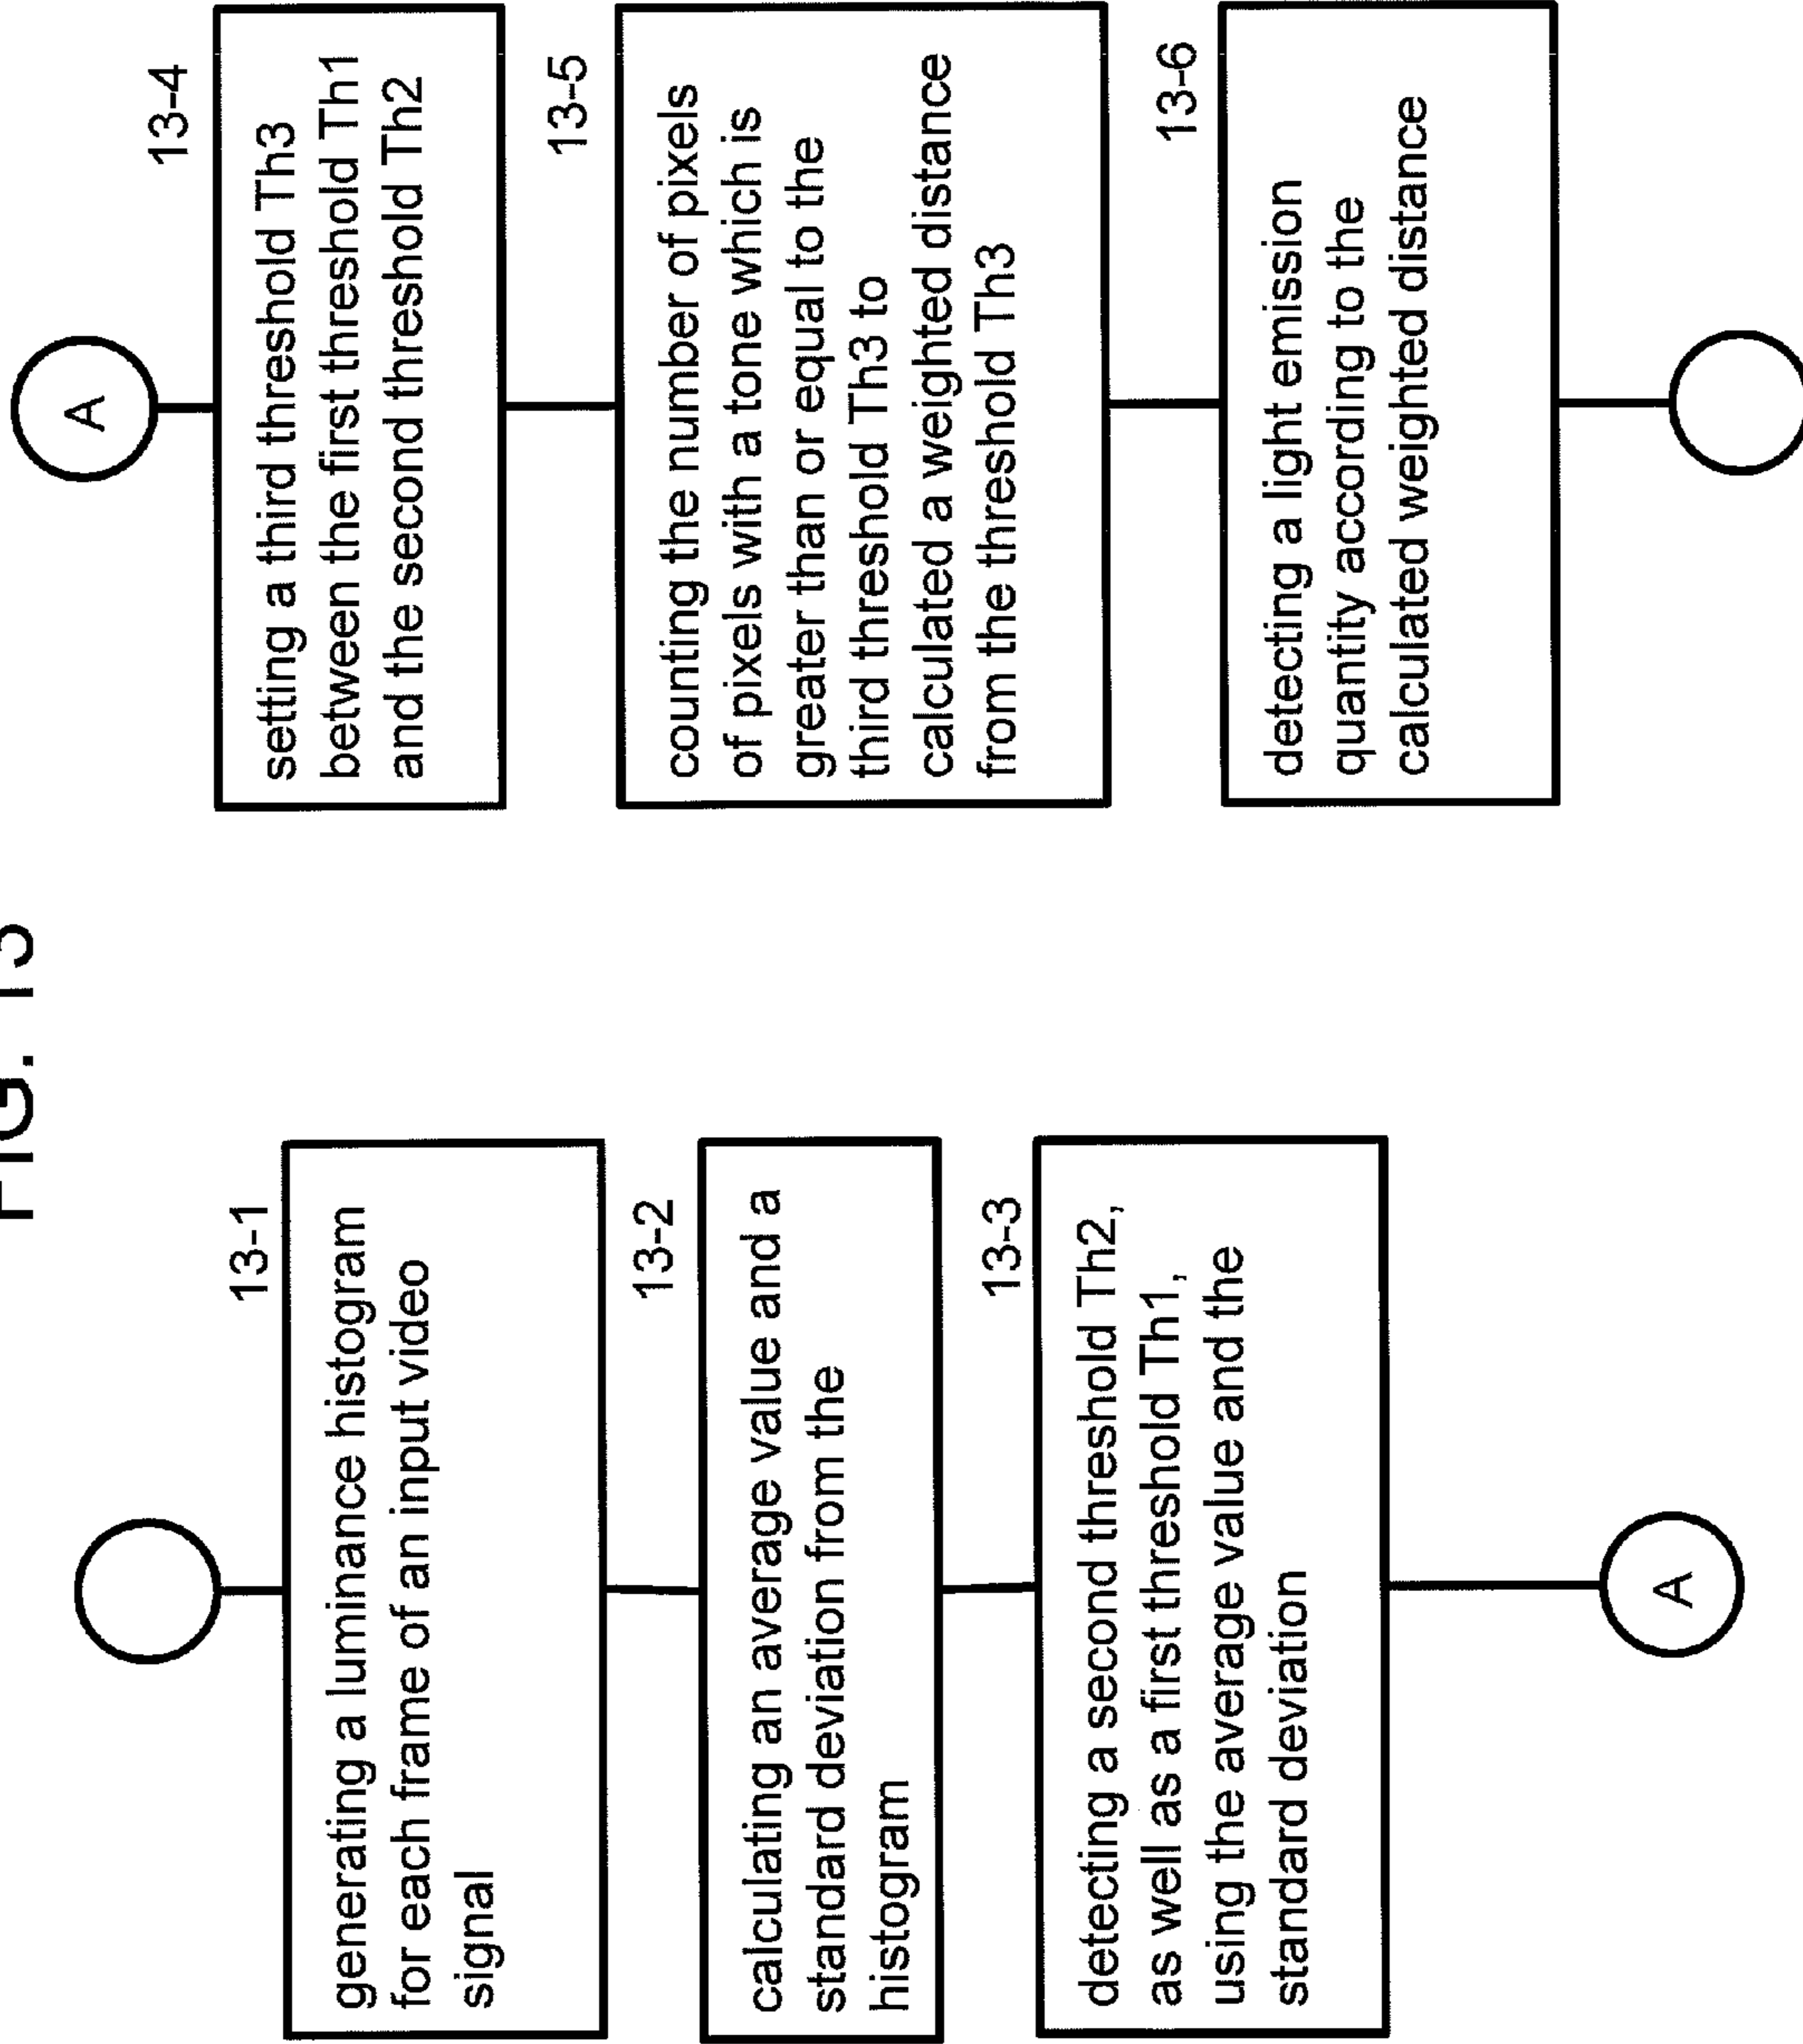 FIG. 13
13-1
generating a luminance histogram
for each frame of an input video
signal
13-2
calculating an average value and a
standard deviation from the
histogram
13-3
detecting a second threshold Th2,
as well as a first threshold Th1,
using the average value and the
standard deviation
A
A
13-4
setting a third threshold Th3
between the first threshold Th1
and the second threshold Th2
13-5
counting the number of pixels
of pixels with a tone which is
greater than or equal to the
third threshold Th3 to
calculated a weighted distance
from the threshold Th3
13-6
detecting a light emission
quantity according to the
calculated weighted distance